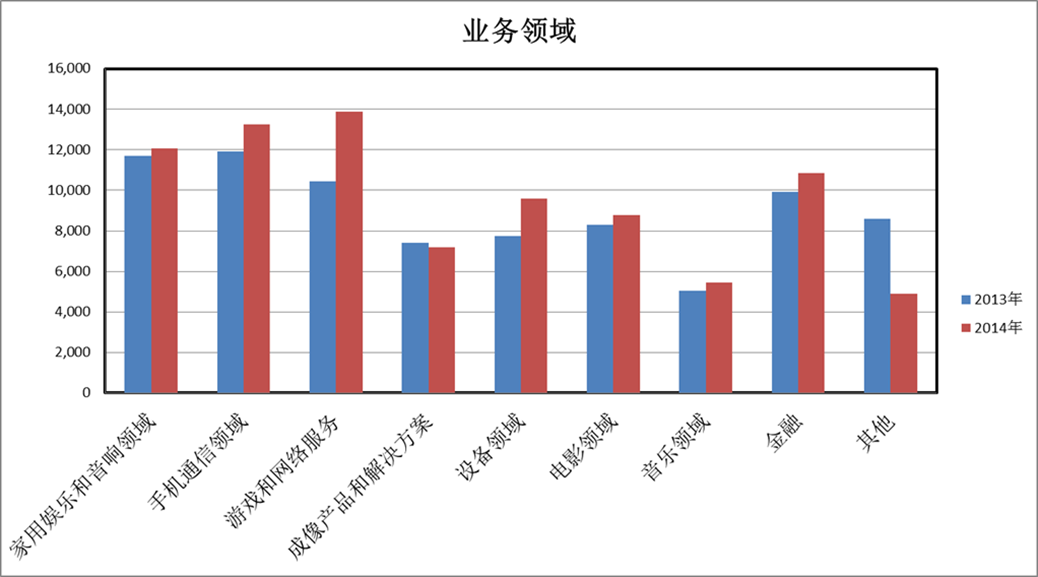 业务领域
16,000
14,000
12,000
10,000
8,000
6,000
4,000
2,000
0
家用娱乐和音响领域
手机通信领域
游戏和网络服务
成像产品和解决方案
设备领域
电影领域
音乐领域
金融
其他
2013年
2014年